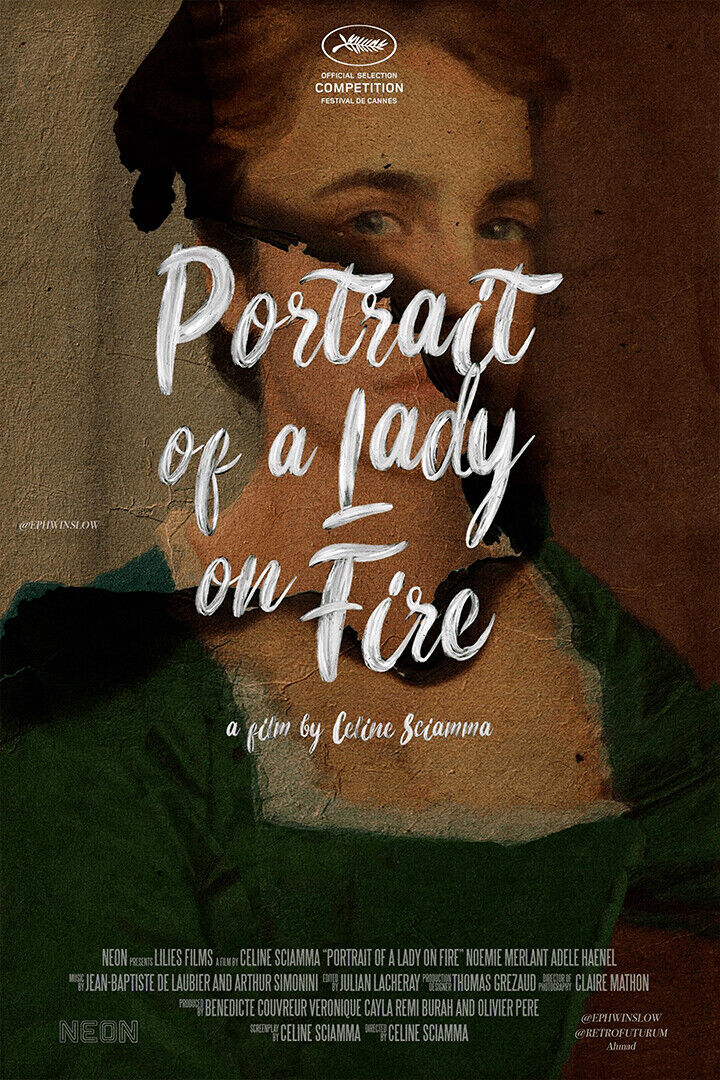 OFFICIAL SELECTION
COMPETITION
FESTIVAL DE CANNES
Portrait
of a Lady
on Fire
@EPHWINSLOW
a film by Celine Sciamma
NEON PRESENTS LILIES FILMS A FILM BY CELINE SCIAMMA "PORTRAIT OF A LADY ON FIRE" NOEMIE MERLANT ADELE HAENEL
MUSIC BY JEAN-BAPTISTE DE LAUBIER AND ARTHUR SIMONINI EDITED BY JULIAN LACHERAY PRODUCTION DESIGNER THOMAS GREZAUD DIRECTOR OF PHOTOGRAPHY CLAIRE MATHON
PRODUCED BY BENEDICTE COUVREUR VERONIQUE CAYLA REMI BURAH AND OLIVIER PERE
SCREENPLAY BY CELINE SCIAMMA DIRECTED BY CELINE SCIAMMA
NEON
@EPHWINSLOW
@RETROFUTURUM
Ahmad